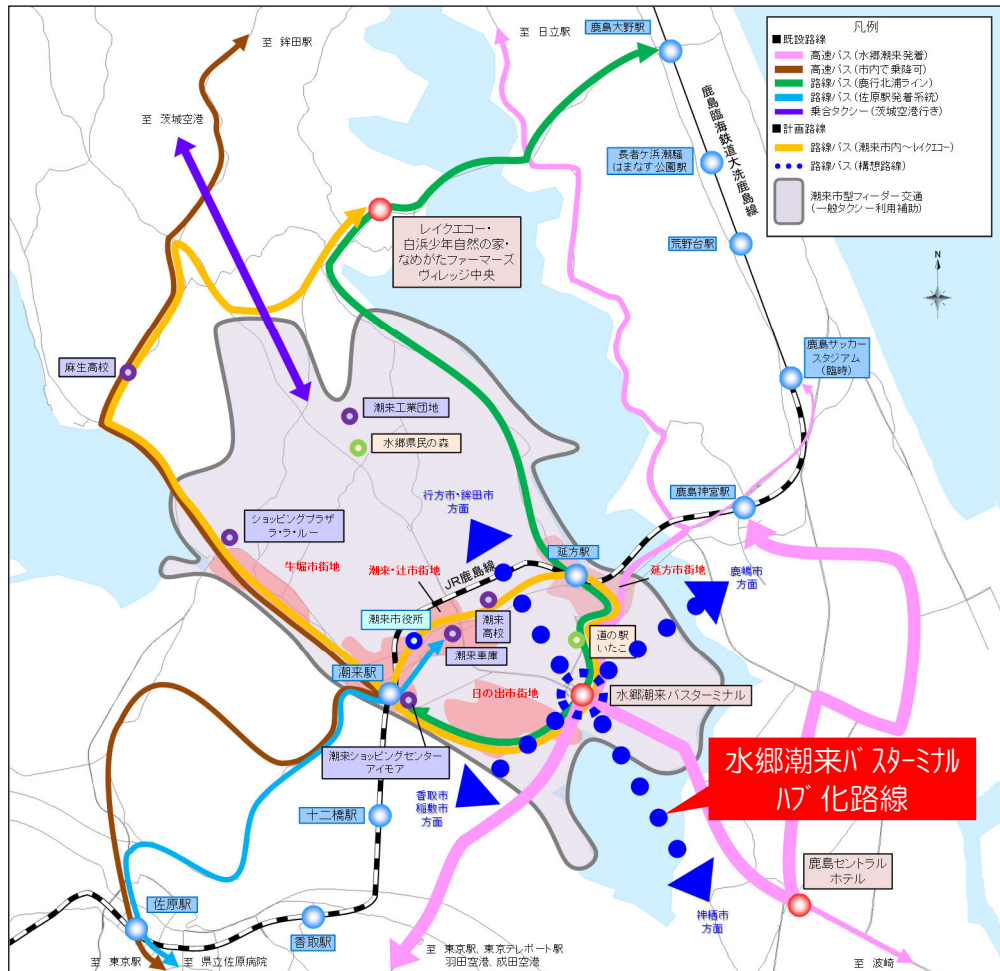 凡例
■既設路線
高速バス(水郷潮来発着)
高速バス(市内で乗降可)
路線バス(鹿行北浦ライン)
路線バス(佐原駅発着系統)
乗合タクシー(茨城空港行き)
■計画路線
路線バス(潮来市内～レイクエコー)
路線バス(構想路線)
潮来市型フィーダー交通
(一般タクシー利用補助)
N
至 鉾田駅
至 日立駅
鹿島大野駅
鹿島臨海鉄道大洗鹿島線
至 茨城空港
長者ケ浜潮騒
はまなす公園駅
レイクエコー・
白浜少年自然の家・
なめがたファーマーズ
ヴィレッジ中央
荒野台駅
麻生高校
鹿島サッカー
スタジアム
(臨時)
潮来工業団地
水郷県民の森
行方市・鉾田市
方面
鹿島神宮駅
ショッピングプラザ
ラ・ラ・ルー
牛堀市街地
潮来・辻市街地
JR鹿島線
延方駅
延方市街地
鹿嶋市
方面
潮来市役所
潮来
高校
潮来車庫
道の駅
いたこ
潮来駅
日の出市街地
水郷潮来バスターミナル
潮来ショッピングセンター
アイモア
香取市
稲敷市
方面
水郷潮来バスターミナル
ハブ化路線
十二橋駅
鹿島セントラル
ホテル
神栖市
方面
佐原駅
香取駅
至 東京駅
至 県立佐原病院
至 東京駅、東京テレポート駅
羽田空港、成田空港
至 波崎